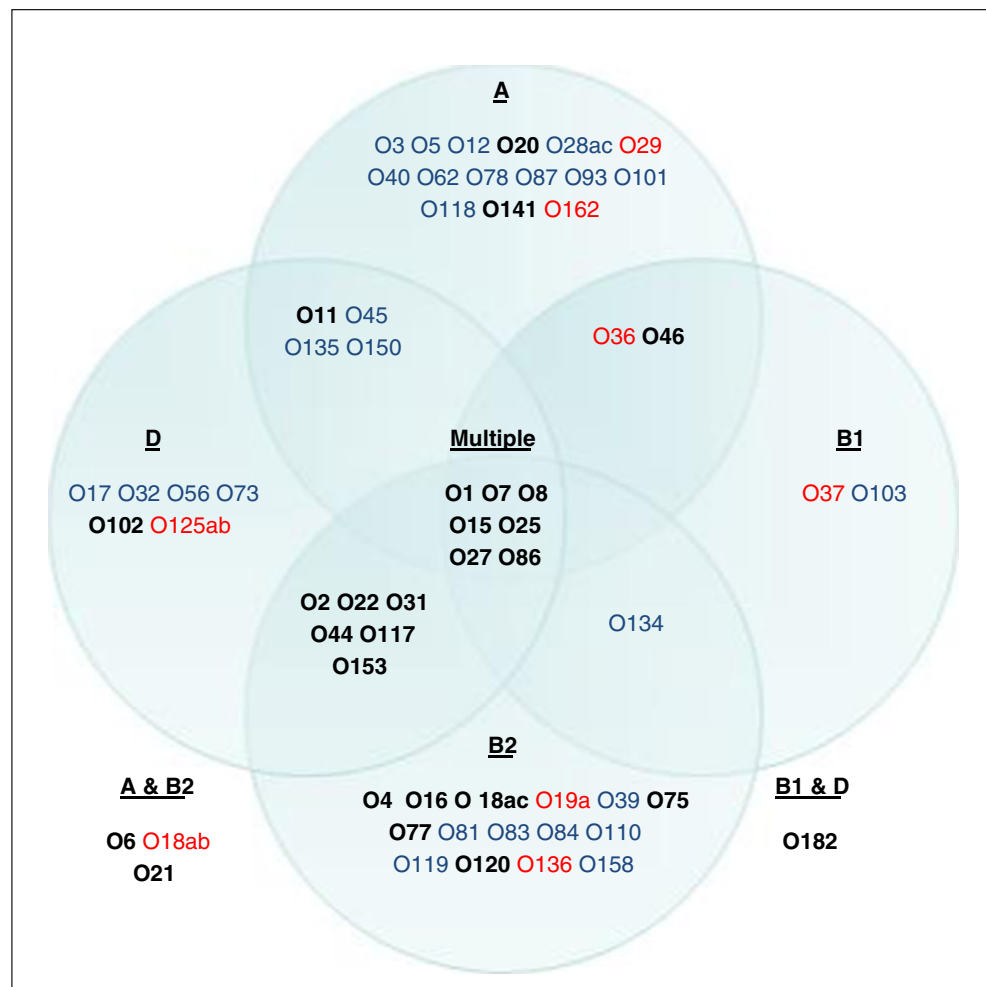 A
O3 O5 O12 O20 O28ac O29
O40 O62 O78 O87 O93 O101
O118 O141 O162
O11 O45
O135 O150
O36 O46
D
O17 O32 O56 O73
O102 O125ab
Multiple
O1 O7 O8
O15 O25
O27 O86
B1
O37 O103
O2 O22 O31
O44 O117
O153
O134
B2
O4 O16 O 18ac O19a O39 O75
O77 O81 O83 O84 O110
O119 O120 O136 O158
A & B2
O6 O18ab
O21
B1 & D
O182